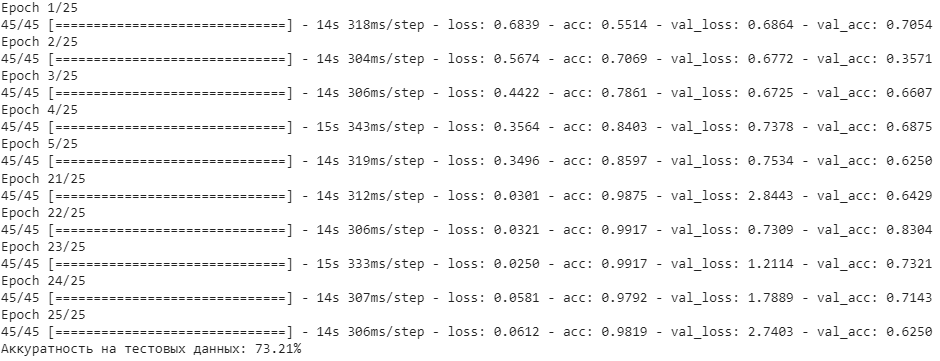 Epoch 1/25
45/45 [==============================] - 14s 318ms/step - loss: 0.6839 - acc: 0.5514 - val_loss: 0.6864 - val_acc: 0.7054
Epoch 2/25
45/45 [==============================] - 14s 304ms/step - loss: 0.5674 - acc: 0.7069 - val_loss: 0.6772 - val_acc: 0.3571
Epoch 3/25
45/45 [==============================] - 14s 306ms/step - loss: 0.4422 - acc: 0.7861 - val_loss: 0.6725 - val_acc: 0.6607
Epoch 4/25
45/45 [==============================] - 15s 343ms/step - loss: 0.3564 - acc: 0.8403 - val_loss: 0.7378 - val_acc: 0.6875
Epoch 5/25
45/45 [==============================] - 14s 319ms/step - loss: 0.3496 - acc: 0.8597 - val_loss: 0.7534 - val_acc: 0.6250
Epoch 21/25
45/45 [==============================] - 14s 312ms/step - loss: 0.0301 - acc: 0.9875 - val_loss: 2.8443 - val_acc: 0.6429
Epoch 22/25
45/45 [==============================] - 14s 306ms/step - loss: 0.0321 - acc: 0.9917 - val_loss: 0.7309 - val_acc: 0.8304
Epoch 23/25
45/45 [==============================] - 15s 333ms/step - loss: 0.0250 - acc: 0.9917 - val_loss: 1.2114 - val_acc: 0.7321
Epoch 24/25
45/45 [==============================] - 14s 307ms/step - loss: 0.0581 - acc: 0.9792 - val_loss: 1.7889 - val_acc: 0.7143
Epoch 25/25
45/45 [==============================] - 14s 306ms/step - loss: 0.0612 - acc: 0.9819 - val_loss: 2.7403 - val_acc: 0.6250
Аккуратность на тестовых данных: 73.21%